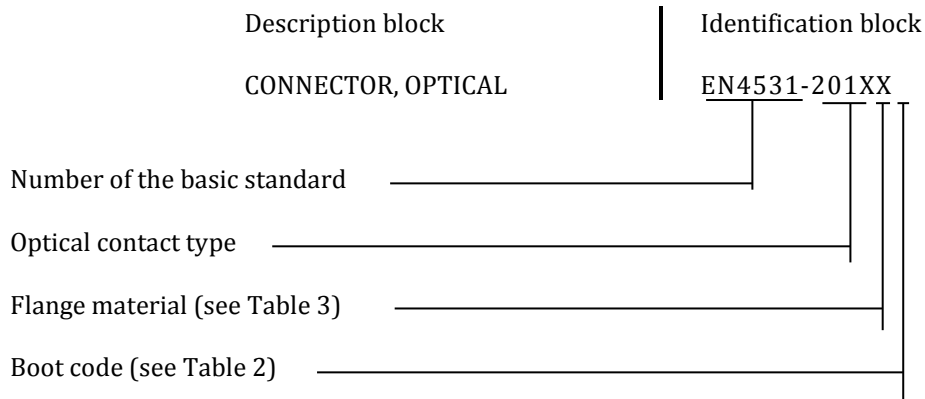 Description block Identification block
CONNECTOR, OPTICAL EN4531-201XX
Number of the basic standard
Optical contact type
Flange material (see Table 3)
Boot code (see Table 2)